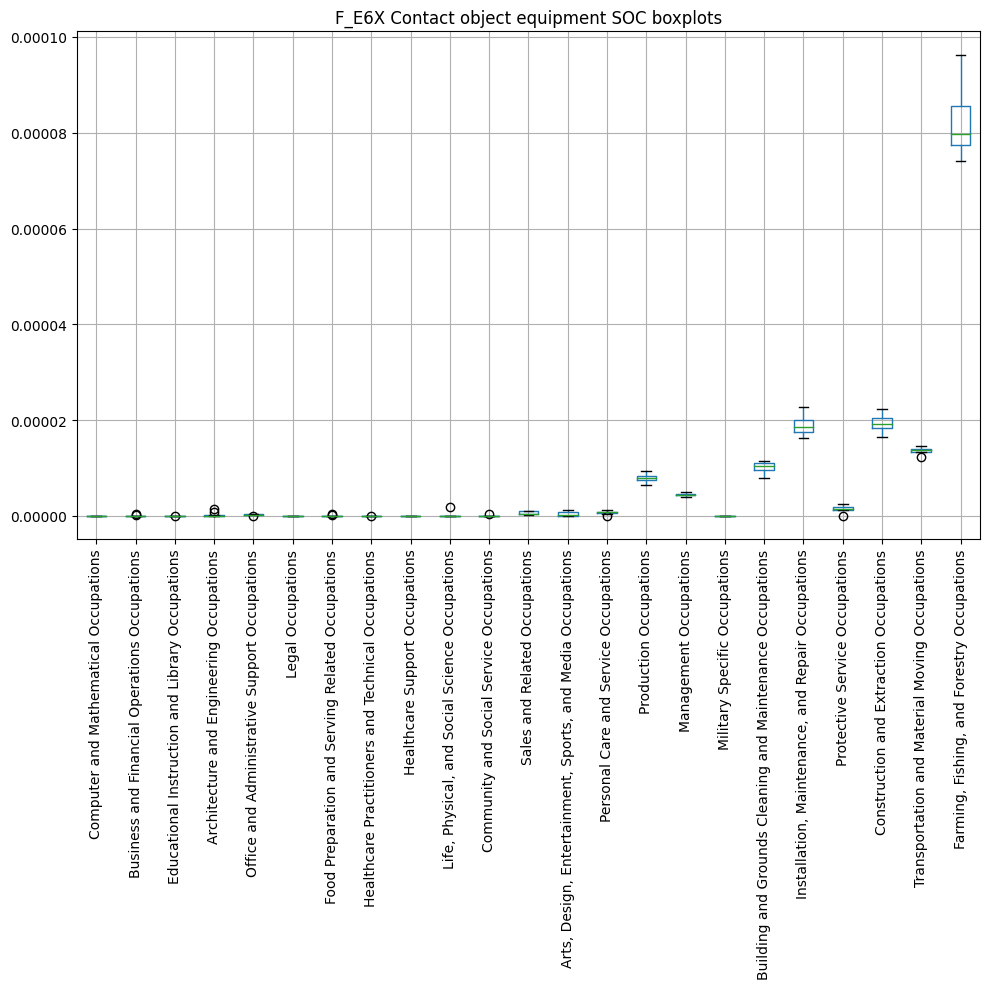 F_E6X Contact object equipment SOC boxplots
0.00010
0.00008
0.00006
0.00004
0.00002
0.00000
Computer and Mathematical Occupations
Business and Financial Operations Occupations
Educational Instruction and Library Occupations
Architecture and Engineering Occupations
Office and Administrative Support Occupations
Legal Occupations
Food Preparation and Serving Related Occupations
Healthcare Practitioners and Technical Occupations
Healthcare Support Occupations
Life, Physical, and Social Science Occupations
Community and Social Service Occupations
Sales and Related Occupations
Arts, Design, Entertainment, Sports, and Media Occupations
Personal Care and Service Occupations
Production Occupations
Management Occupations
Military Specific Occupations
Building and Grounds Cleaning and Maintenance Occupations
Installation, Maintenance, and Repair Occupations
Protective Service Occupations
Construction and Extraction Occupations
Transportation and Material Moving Occupations
Farming, Fishing, and Forestry Occupations